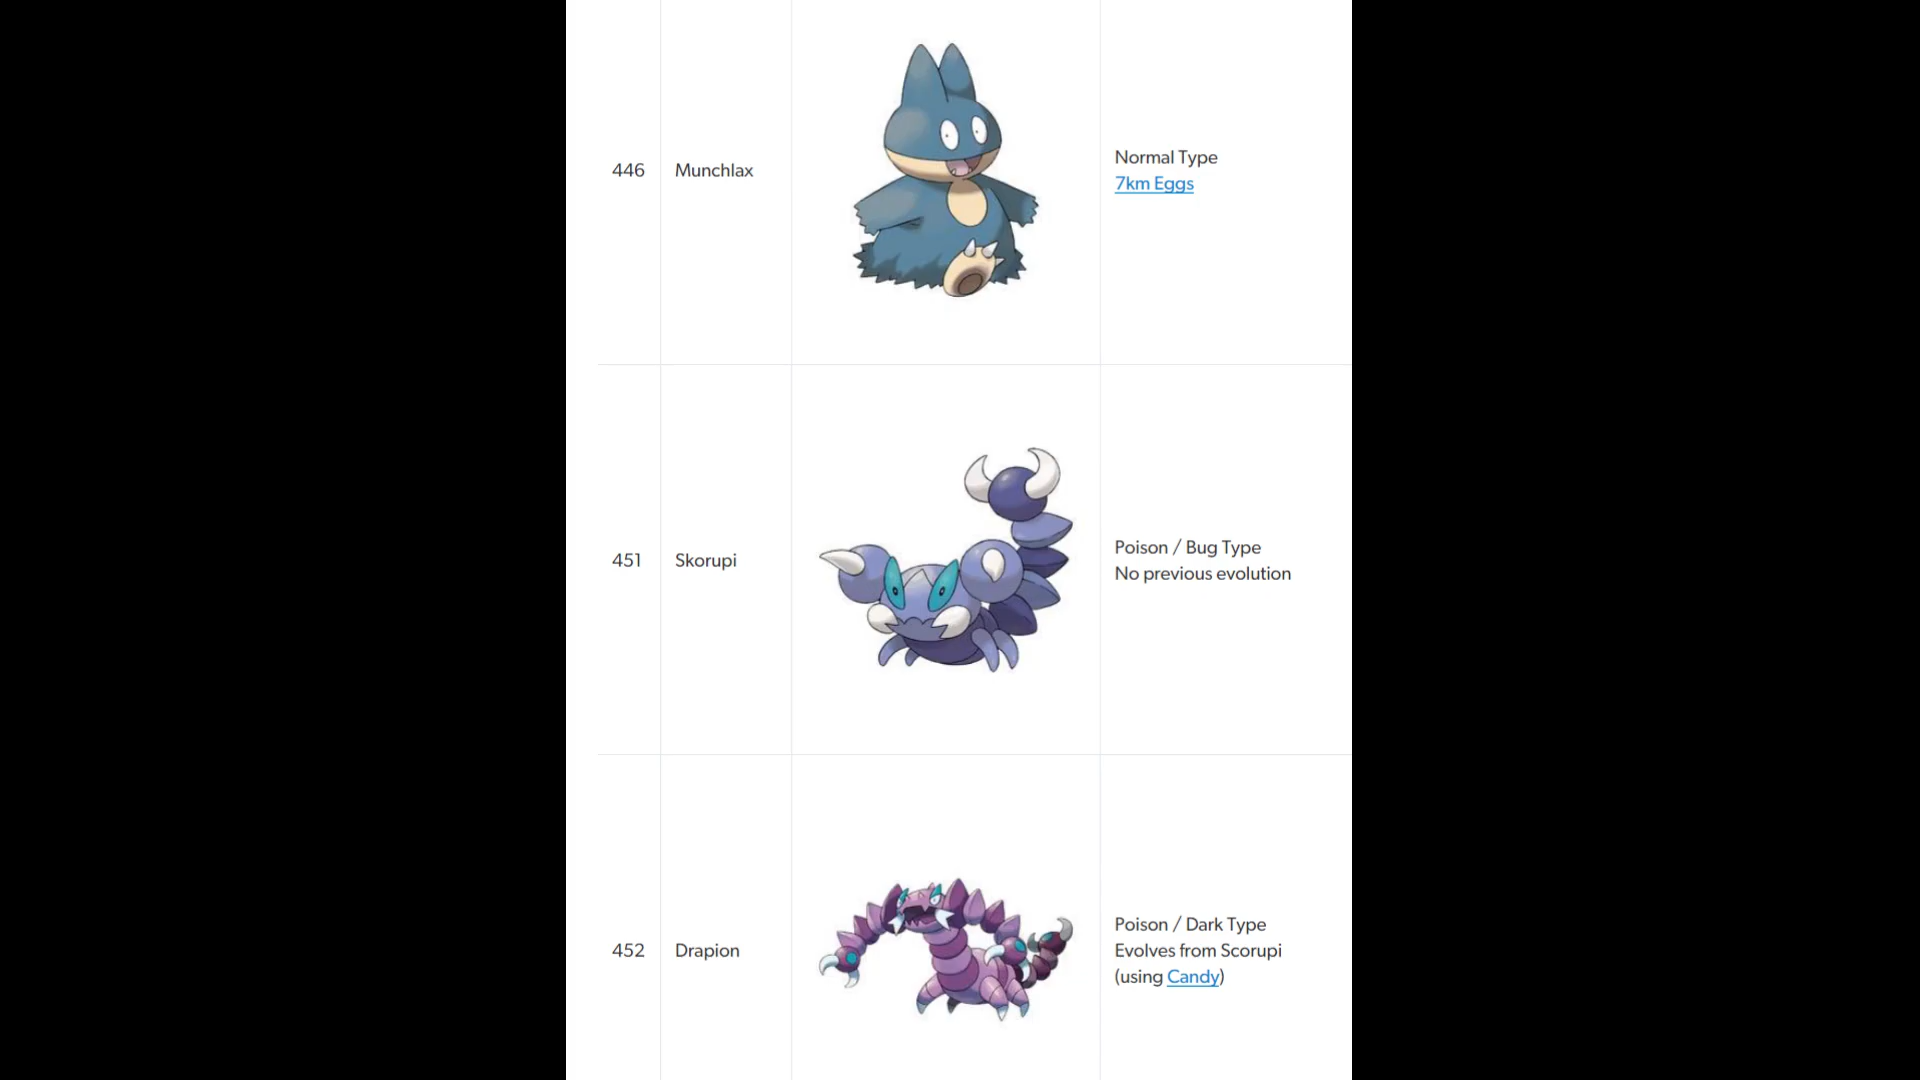 446
Munchlax
Normal Type
7km Eggs
451
Skorupi
Poison / Bug Type
No previous evolution
452
Drapion
Poison / Dark Type
Evolves from Scorupi
(using Candy)